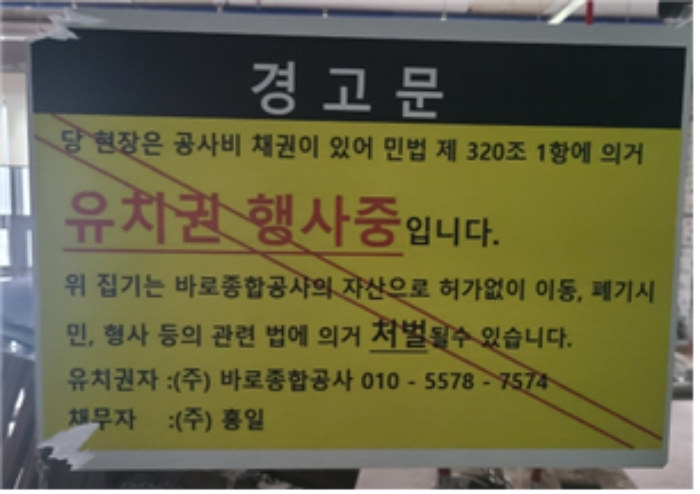 경고문
당 현장은 공사비 채권이 있어 민법 제 320조 1항에 의거
유치권 행사중입니다.
위 집기는 바로종합공사의 자산으로 허가없이 이동, 폐기시
민, 형사 등의 관련 법에 의거 처벌될수 있습니다.
유치권자 :(주) 바로종합공사 010 - 5578 - 7574
채무자 :(주) 홍일